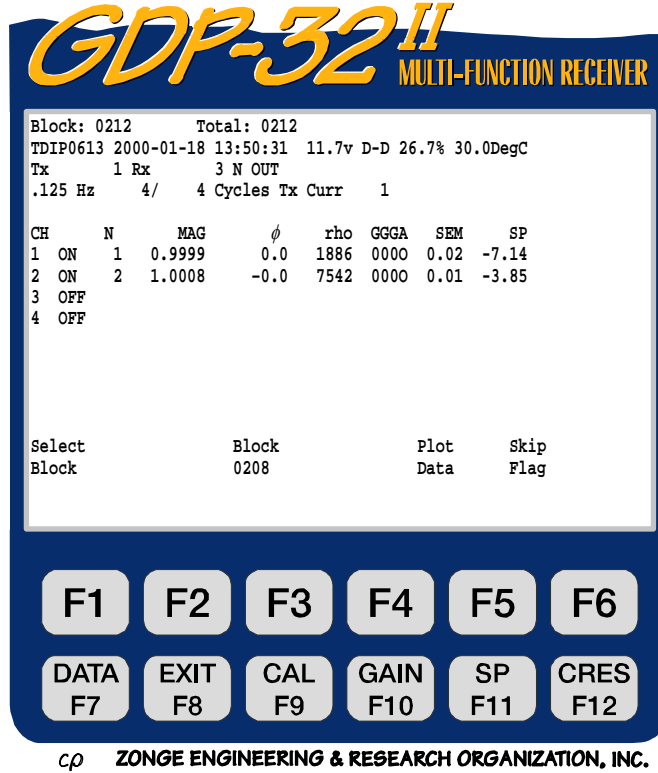 GDP-32 II
MULTI-FUNCTION RECEIVER
Block: 0212 Total: 0212
TDIP0613 2000-01-18 13:50:31 11.7v D-D 26.7% 30.0DegC
Tx 1 Rx 3 N OUT
.125 Hz 4/ 4 Cycles Tx Curr 1
CH N MAG ϕ rho GGGA SEM SP
1 ON 1 0.9999 0.0 1886 000O 0.02 -7.14
2 ON 2 1.0008 -0.0 7542 000O 0.01 -3.85
3 OFF
4 OFF
Select Block Plot Skip
Block 0208 Data Flag
F1 F2 F3 F4 F5 F6
DATA EXIT CAL GAIN SP CRES
F7 F8 F9 F10 F11 F12
cρ ZONGE ENGINEERING & RESEARCH ORGANIZATION, INC.